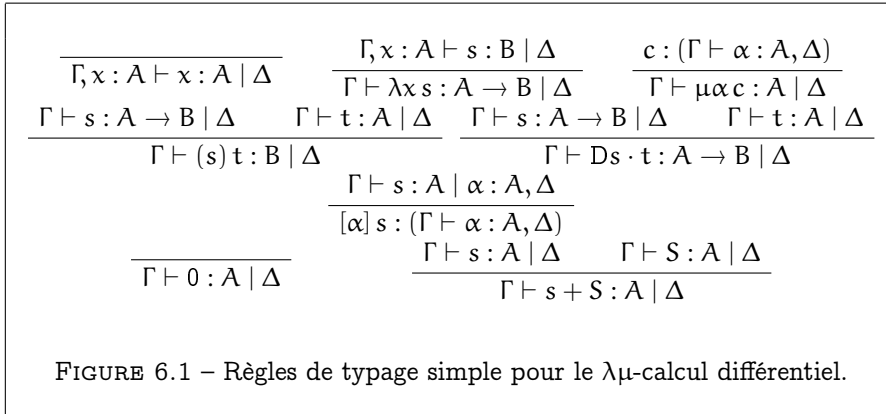 Γ, x : A ⊢ x : A | Δ
Γ, x : A ⊢ s : B | Δ
Γ ⊢ λx s : A → B | Δ
c : (Γ ⊢ α : A, Δ)
Γ ⊢ μα c : A | Δ
Γ ⊢ s : A → B | Δ Γ ⊢ t : A | Δ
Γ ⊢ (s) t : B | Δ
Γ ⊢ s : A → B | Δ Γ ⊢ t : A | Δ
Γ ⊢ Ds · t : A → B | Δ
Γ ⊢ s : A | α : A, Δ
[α] s : (Γ ⊢ α : A, Δ)
Γ ⊢ 0 : A | Δ
Γ ⊢ s : A | Δ Γ ⊢ S : A | Δ
Γ ⊢ s + S : A | Δ
FIGURE 6.1 – Règles de typage simple pour le λμ-calcul différentiel.